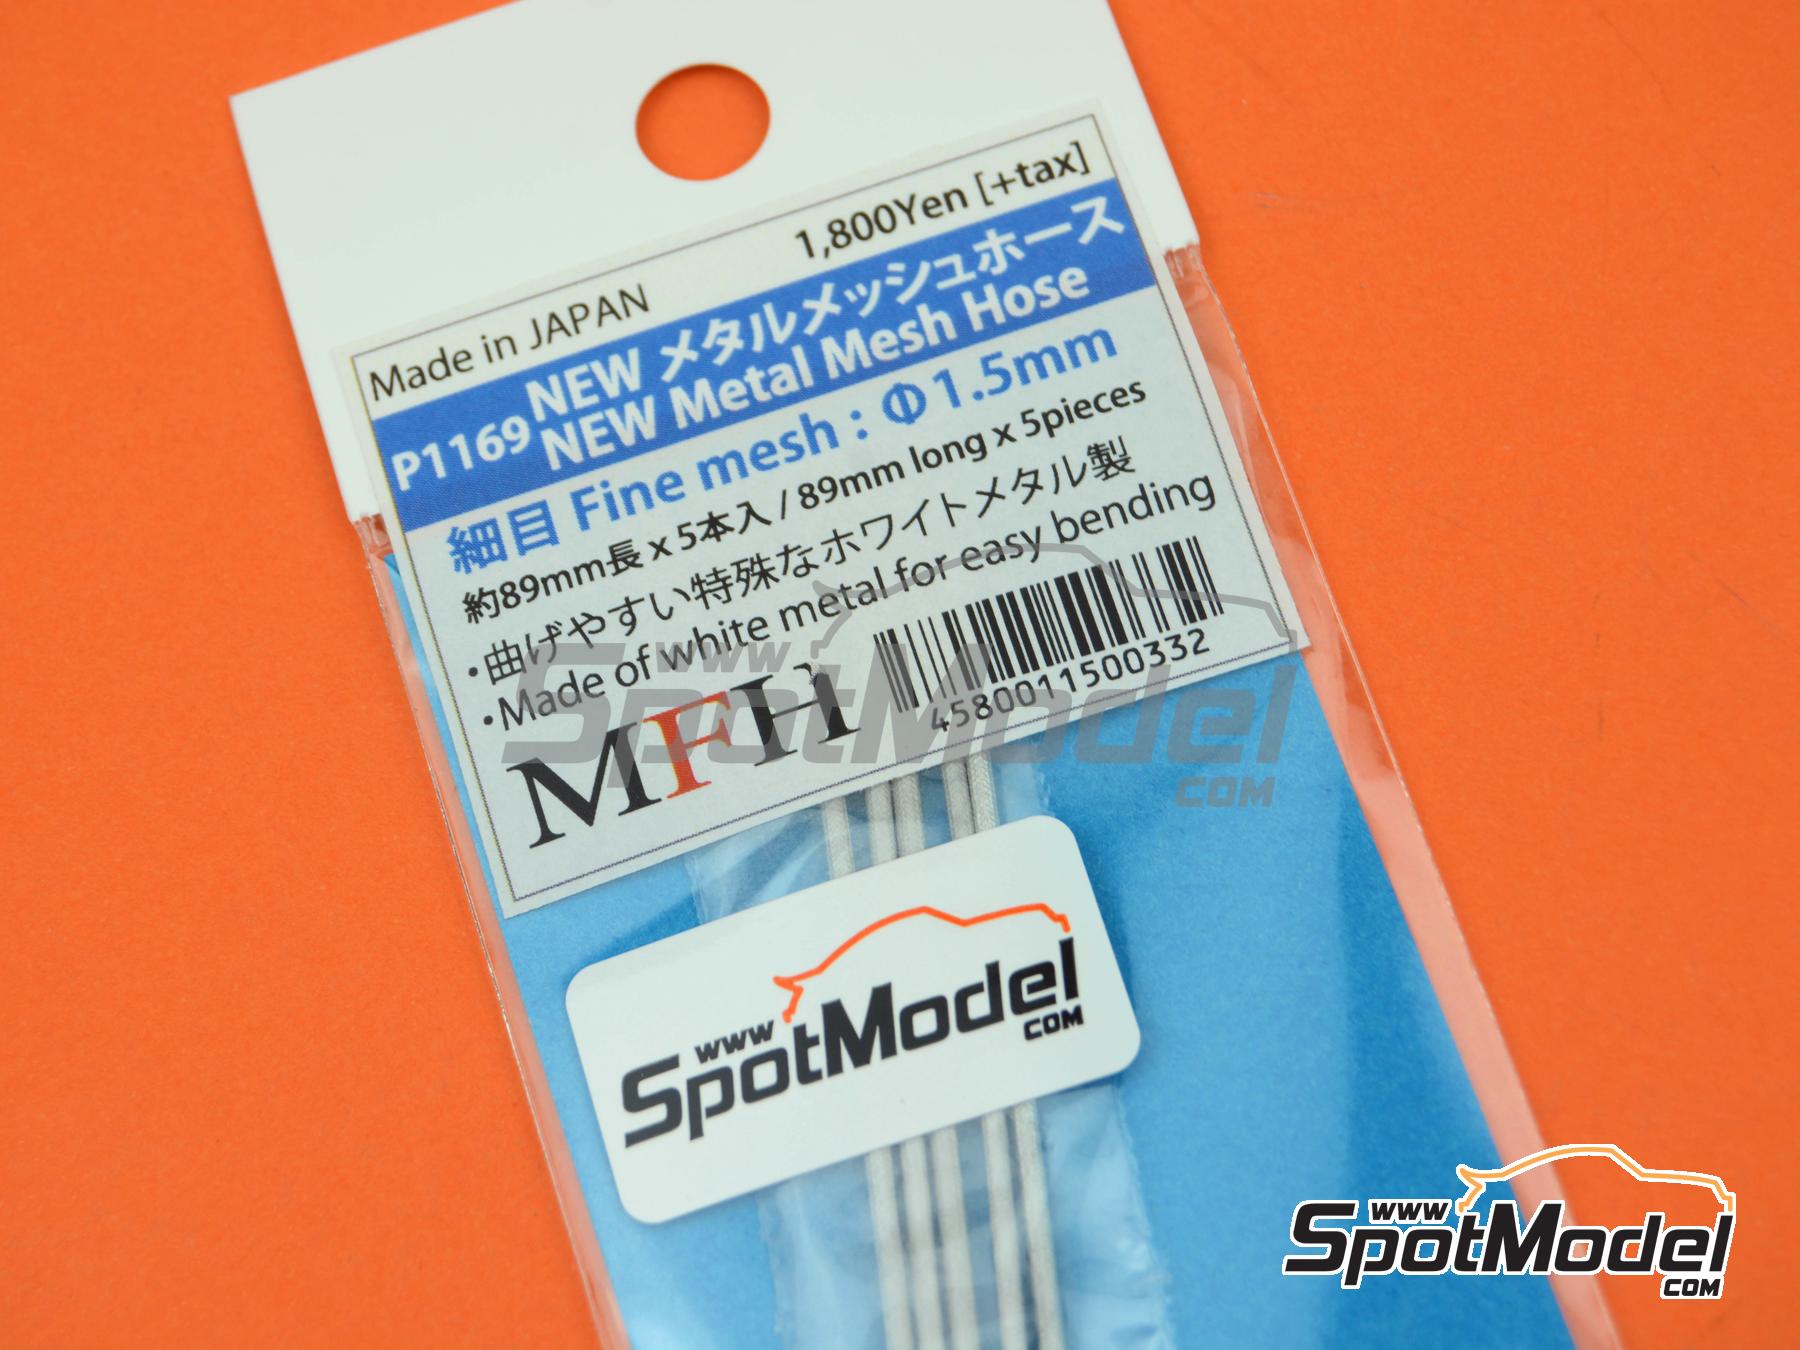 Made in JAPAN 1,800Yen [+tax]
P1169 NEW メタルメッシュホース
NEW Metal Mesh Hose
細目 Fine mesh : Φ1.5mm
約89mm長 x 5本入 / 89mm long x 5pieces
・曲げやすい特殊なホワイトメタル製
・Made of white metal for easy bending
MFH
4580011500332
www
SpotModel
.COM
www
SpotModel
.COM
www
SpotModel
.COM